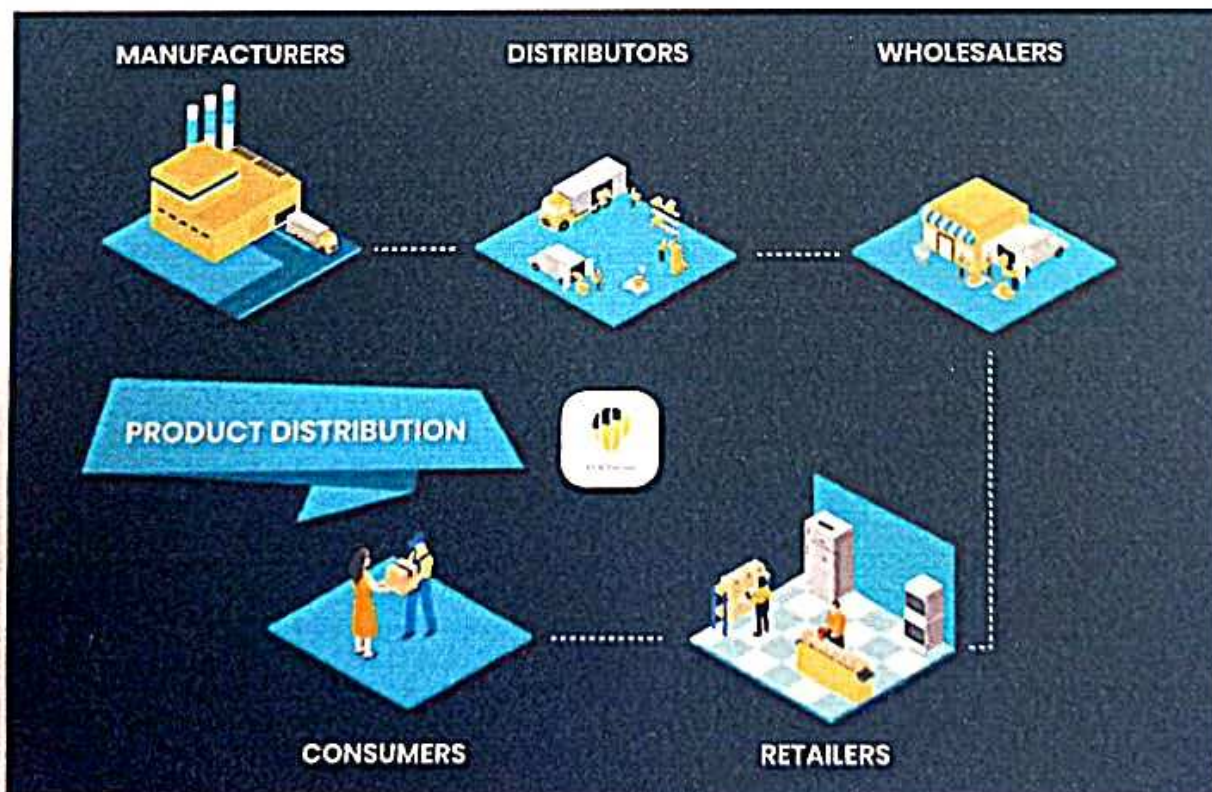 MANUFACTURERS
DISTRIBUTORS
WHOLESALERS
PRODUCT DISTRIBUTION
CONSUMERS
RETAILERS